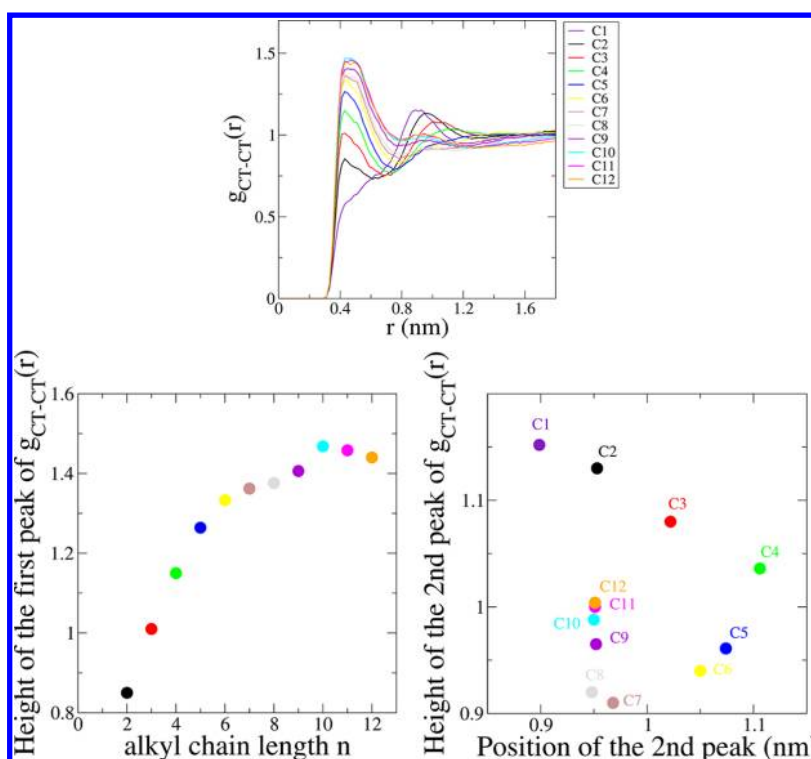 1.5
1
0.5
0
g_CT-CT(r)
0 0.4 0.8 1.2 1.6
r (nm)
C1
C2
C3
C4
C5
C6
C7
C8
C9
C10
C11
C12
1.6
1.4
1.2
1
0.8
Height of the first peak of g_CT-CT(r)
0 2 4 6 8 10 12
alkyl chain length n
1.1
1
0.9
Height of the 2nd peak of g_CT-CT(r)
C1
C2
C3
C4
C12
C11
C10
C5
C9
C6
C8
C7
0.9 1 1.1
Position of the 2nd peak (nm)